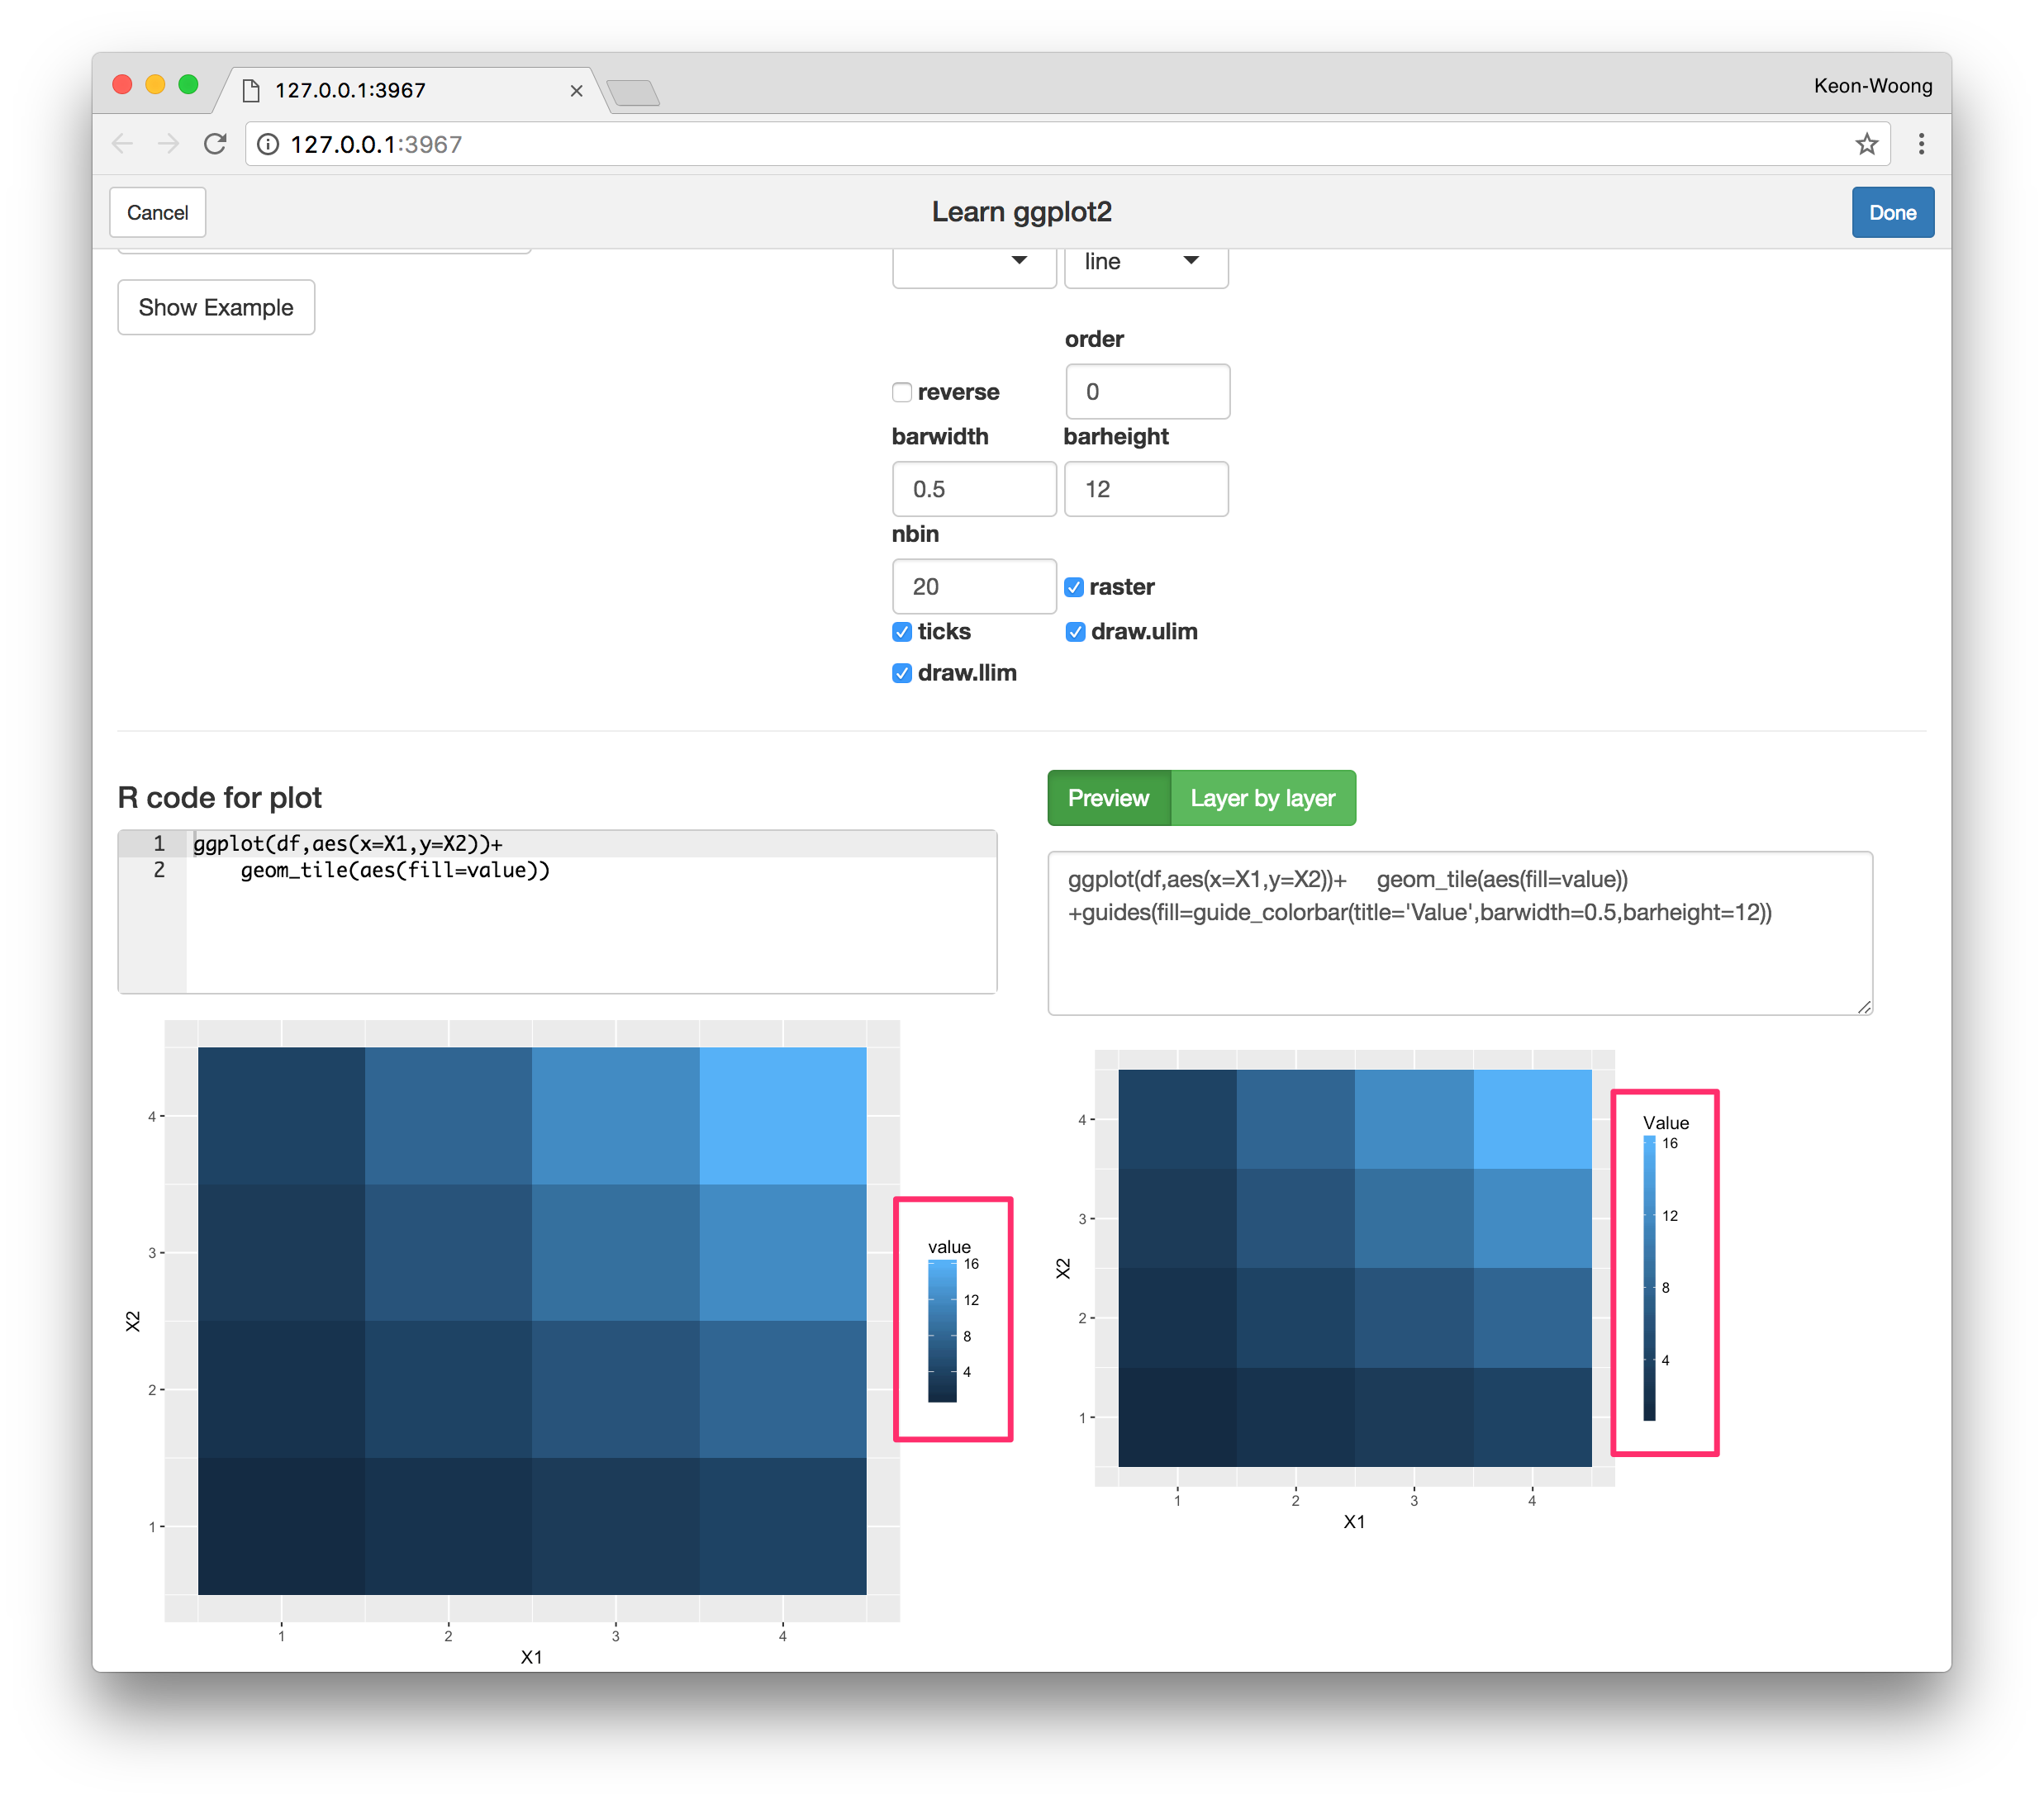 127.0.0.1:3967
Keon-Woong
127.0.0.1:3967
Cancel
Learn ggplot2
Done
line
Show Example
order
reverse
0
barwidth
barheight
0.5
12
nbin
20
raster
ticks
draw.ulim
draw.llim
R code for plot
Preview
Layer by layer
1 ggplot(df,aes(x=X1,y=X2))+
2 geom_tile(aes(fill=value))
ggplot(df,aes(x=X1,y=X2))+ geom_tile(aes(fill=value))
+guides(fill=guide_colorbar(title='Value',barwidth=0.5,barheight=12))
4
3
2
1
X2
1 2 3 4
X1
value
16
12
8
4
4
3
2
1
X2
1 2 3 4
X1
Value
16
12
8
4